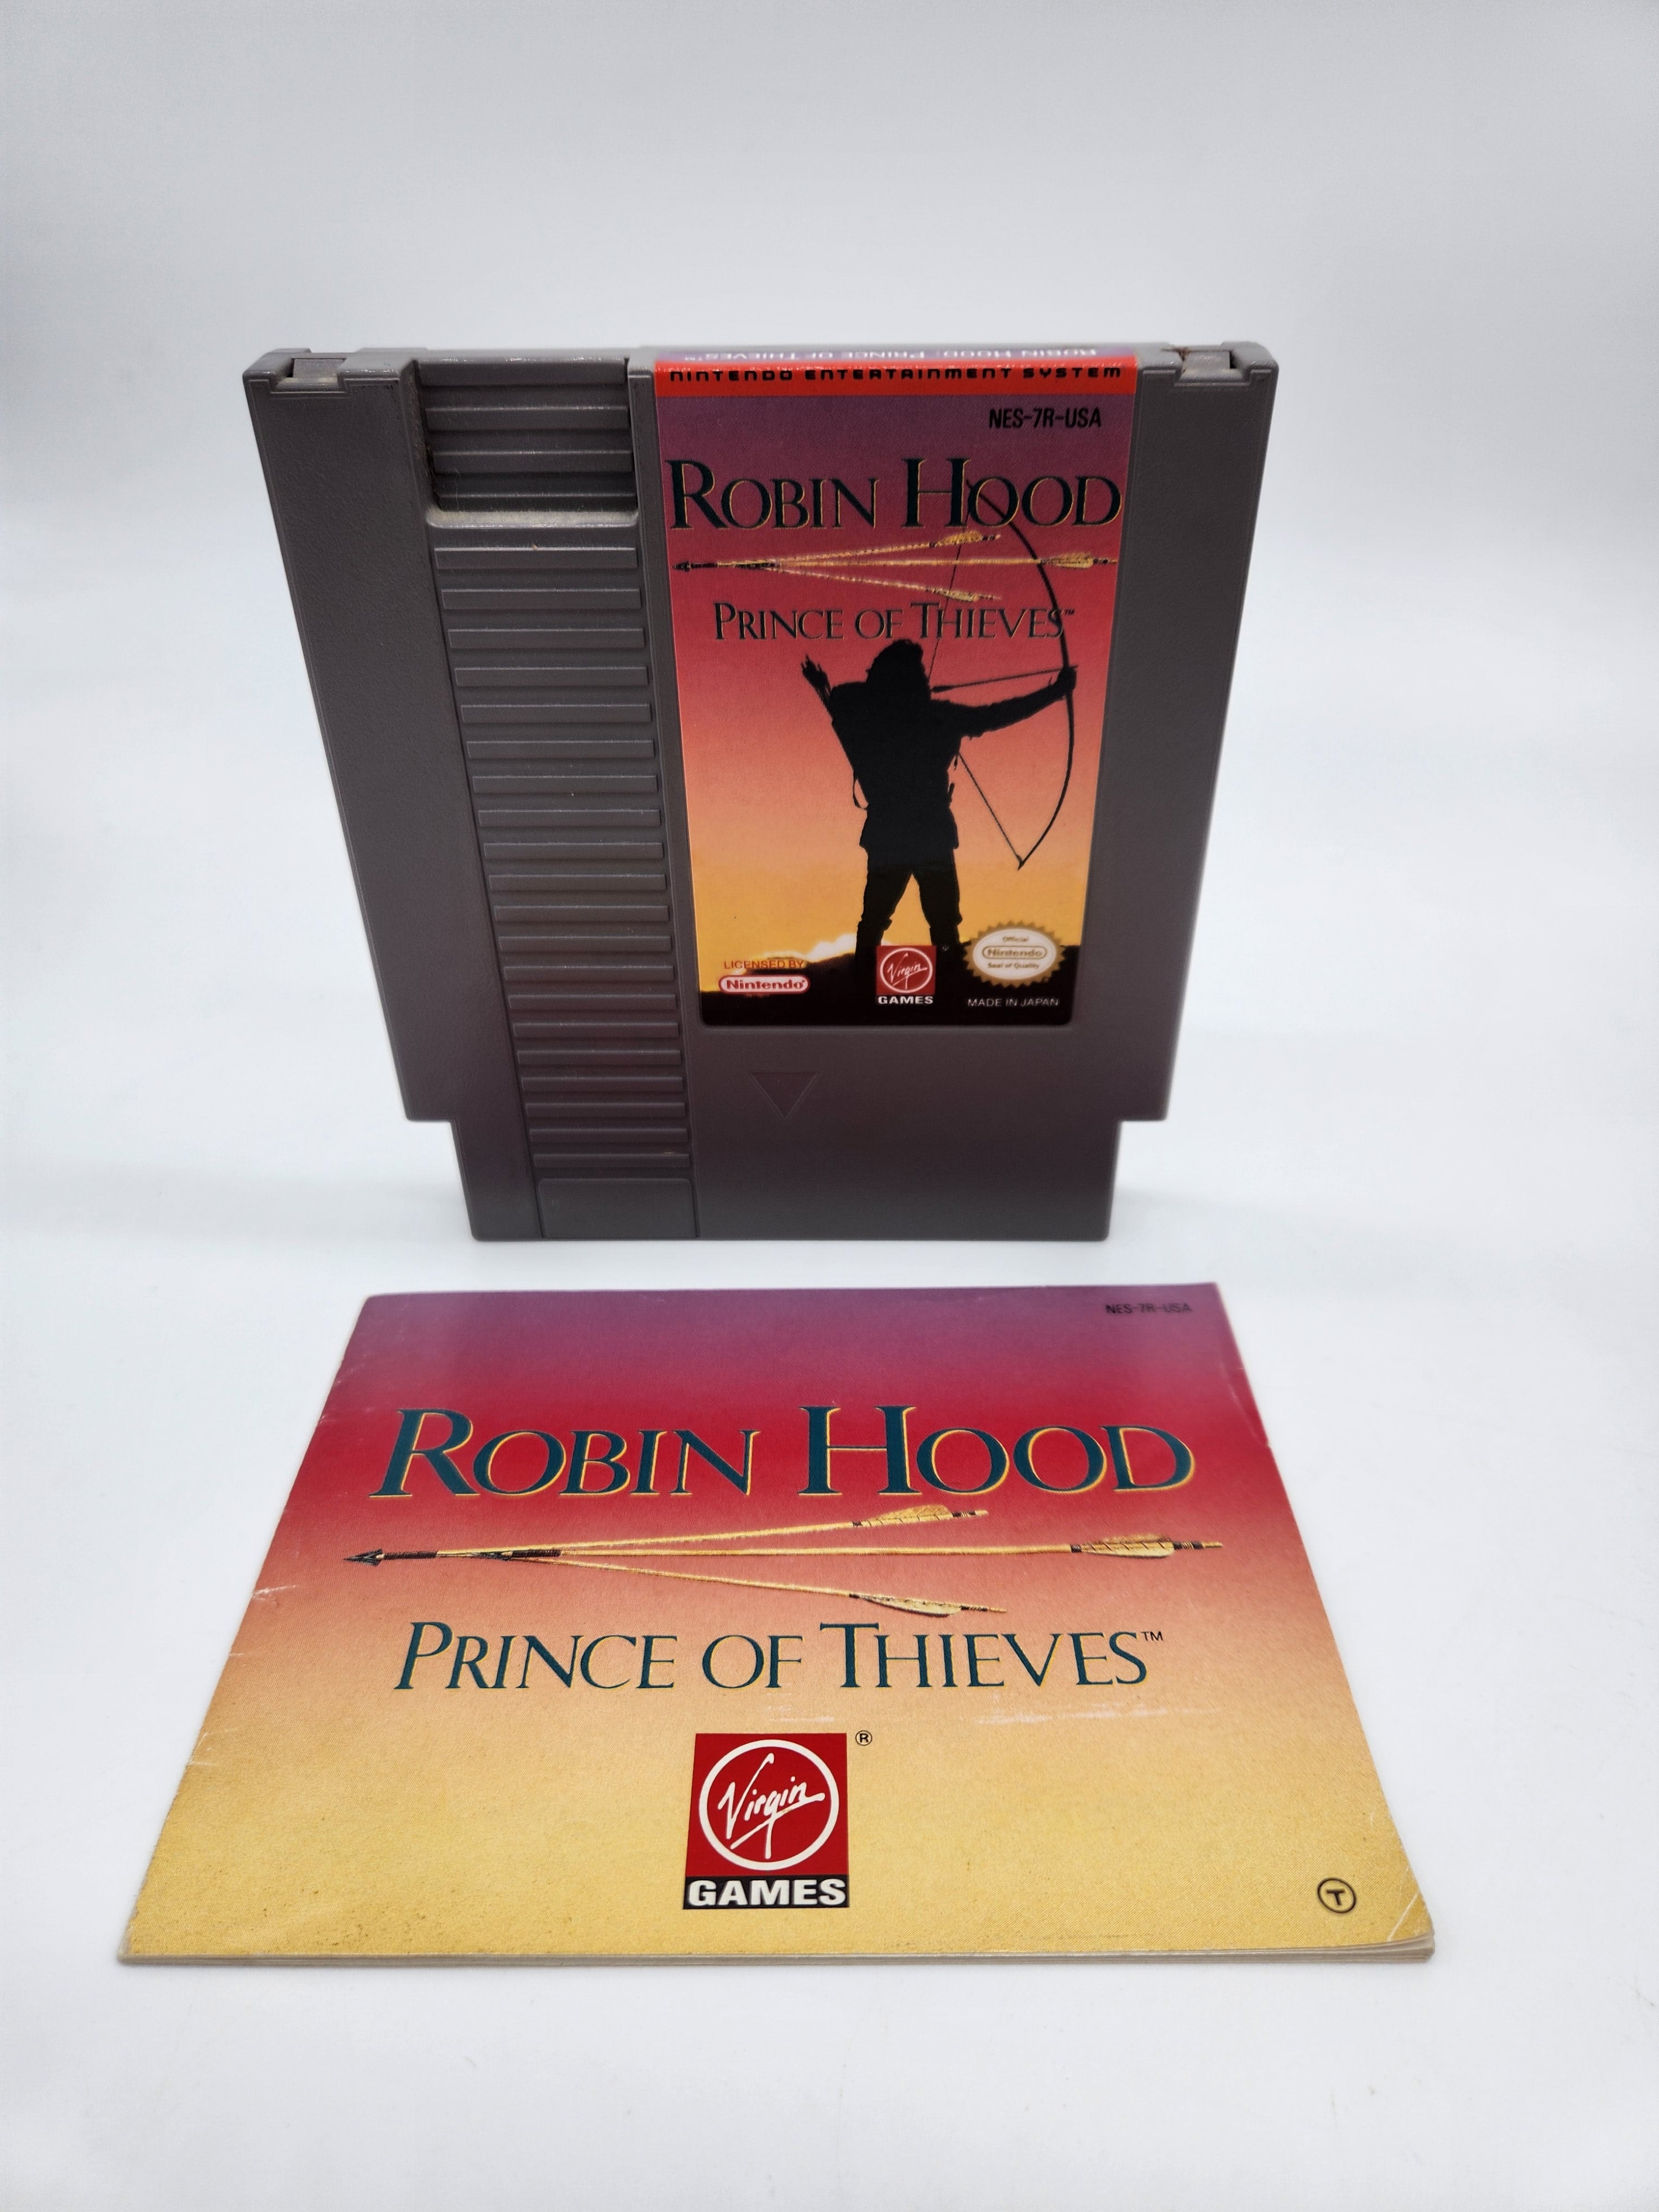 ROBIN HOOD: PRINCE OF THIEVES™
NINTENDO ENTERTAINMENT SYSTEM
NES-7R-USA
ROBIN HOOD
PRINCE OF THIEVES™
LICENSED BY
Nintendo®
Virgin
GAMES
Official
Nintendo
Seal of Quality
MADE IN JAPAN
NES-7R-USA
ROBIN HOOD
PRINCE OF THIEVES™
Virgin®
GAMES
T